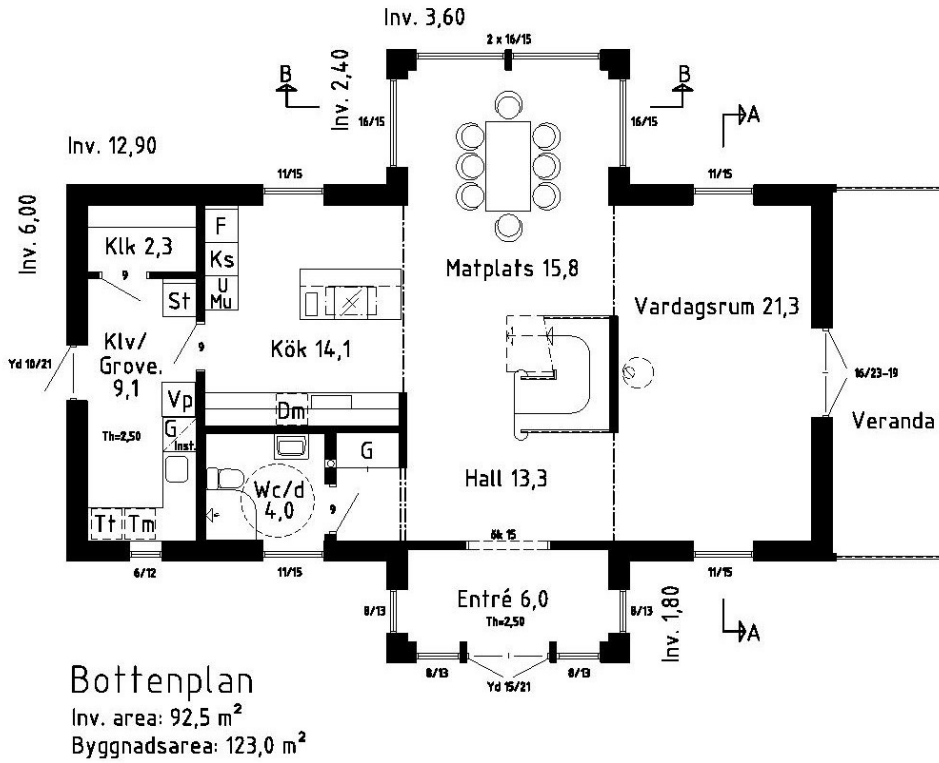 Inv. 3,60
2 x 16/15
Inv. 2,40
B
B
16/15
16/15
A
Inv. 12,90
11/15
11/15
Inv. 6,00
F
Klk 2,3
Ks
9
U
Mu
St
Matplats 15,8
Vardagsrum 21,3
Klv/
Grove.
9,1
9
Kök 14,1
Yd 10/21
16/23-19
Vp
Dm
Veranda
G
Inst.
Th=2,50
G
Wc/d
4,0
Hall 13,3
9
Tt
Tm
ök 15
6/12
11/15
11/15
Entré 6,0
Th=2,50
8/13
8/13
Inv. 1,80
A
8/13
Yd 15/21
8/13
Bottenplan
Inv. area: 92,5 m²
Byggnadsarea: 123,0 m²